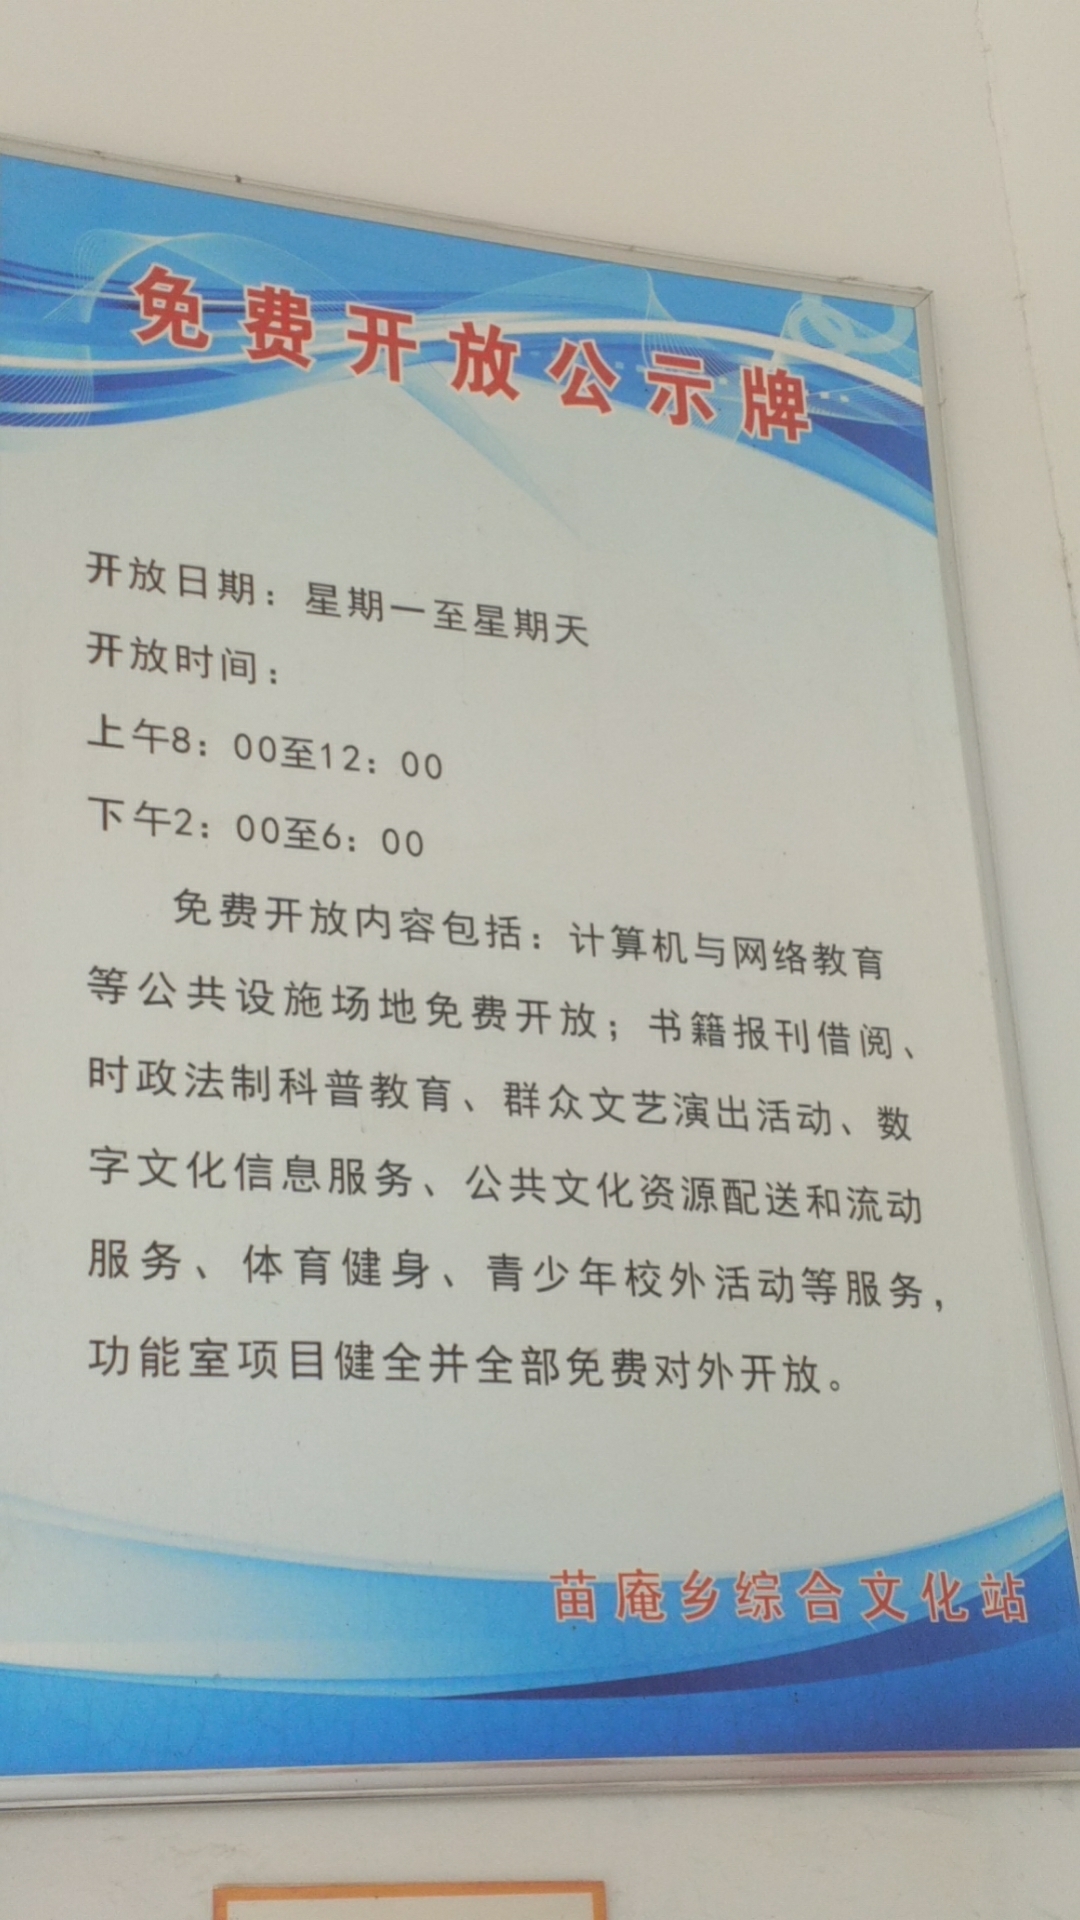 免费开放公示牌
开放日期：星期一至星期天
开放时间：
上午8：00至12：00
下午2：00至6：00
免费开放内容包括：计算机与网络教育
等公共设施场地免费开放；书籍报刊借阅、
时政法制科普教育、群众文艺演出活动、数
字文化信息服务、公共文化资源配送和流动
服务、体育健身、青少年校外活动等服务，
功能室项目健全并全部免费对外开放。
苗庵乡综合文化站